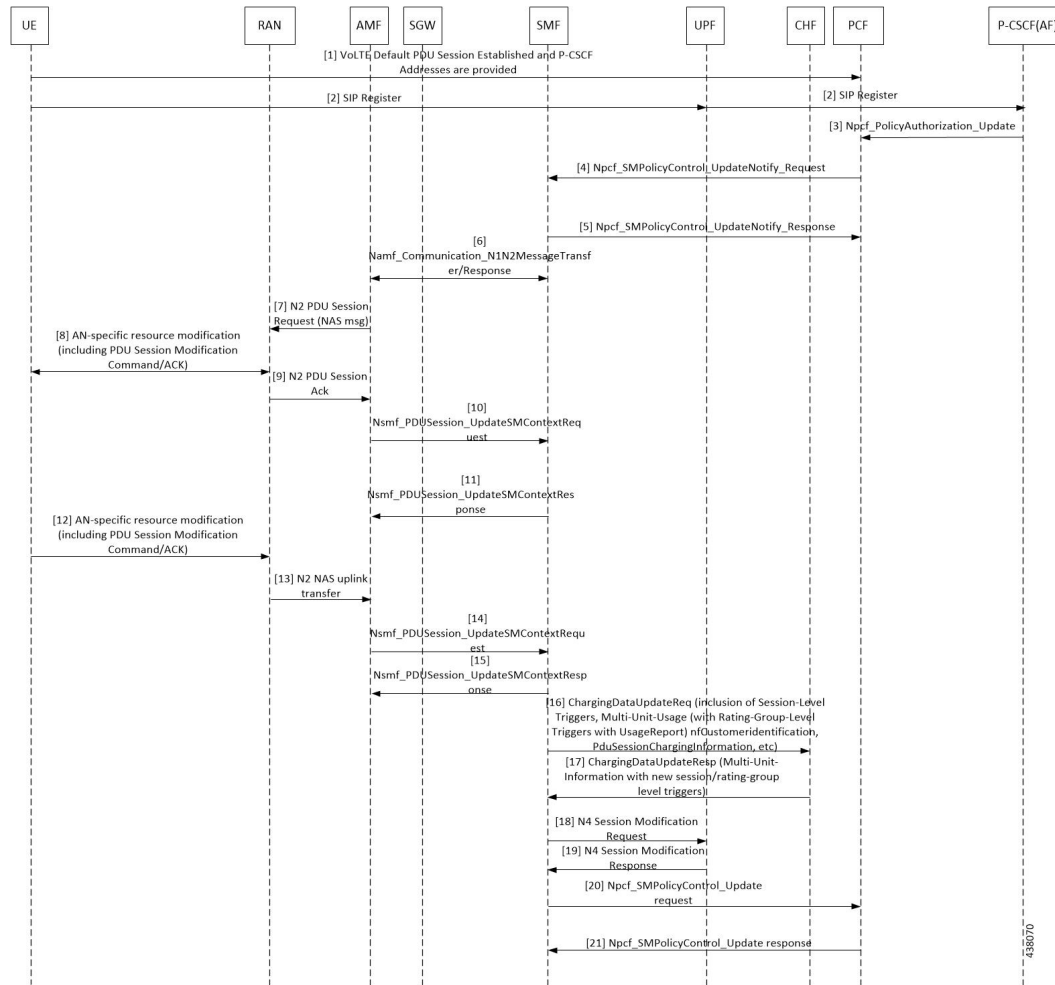 UE
RAN
AMF
SGW
SMF
UPF
CHF
PCF
P-CSCF(AF)
[1] VoLTE Default PDU Session Established and P-CSCF
Addresses are provided
[2] SIP Register
[2] SIP Register
[3] Npcf_PolicyAuthorization_Update
[4] Npcf_SMPolicyControl_UpdateNotify_Request
[5] Npcf_SMPolicyControl_UpdateNotify_Response
[6]
Namf_Communication_N1N2MessageTransf
er/Response
[7] N2 PDU Session
Request (NAS msg)
[8] AN-specific resource modification
(including PDU Session Modification
Command/ACK)
[9] N2 PDU Session
Ack
[10]
Nsmf_PDUSession_UpdateSMContextReq
uest
[11]
Nsmf_PDUSession_UpdateSMContextRes
ponse
[12] AN-specific resource modification
(including PDU Session Modification
Command/ACK)
[13] N2 NAS uplink
transfer
[14]
Nsmf_PDUSession_UpdateSMContextRequ
est
[15]
Nsmf_PDUSession_UpdateSMContextResp
onse
[16] ChargingDataUpdateReq (inclusion of Session-Level
Triggers, Multi-Unit-Usage (with Rating-Group-Level
Triggers with UsageReport) nfCustomeridentification,
PduSessionChargingInformation, etc)
[17] ChargingDataUpdateResp (Multi-Unit-
Information with new session/rating-group
level triggers)
[18] N4 Session Modification
Request
[19] N4 Session Modification
Response
[20] Npcf_SMPolicyControl_Update
request
[21] Npcf_SMPolicyControl_Update response
438070